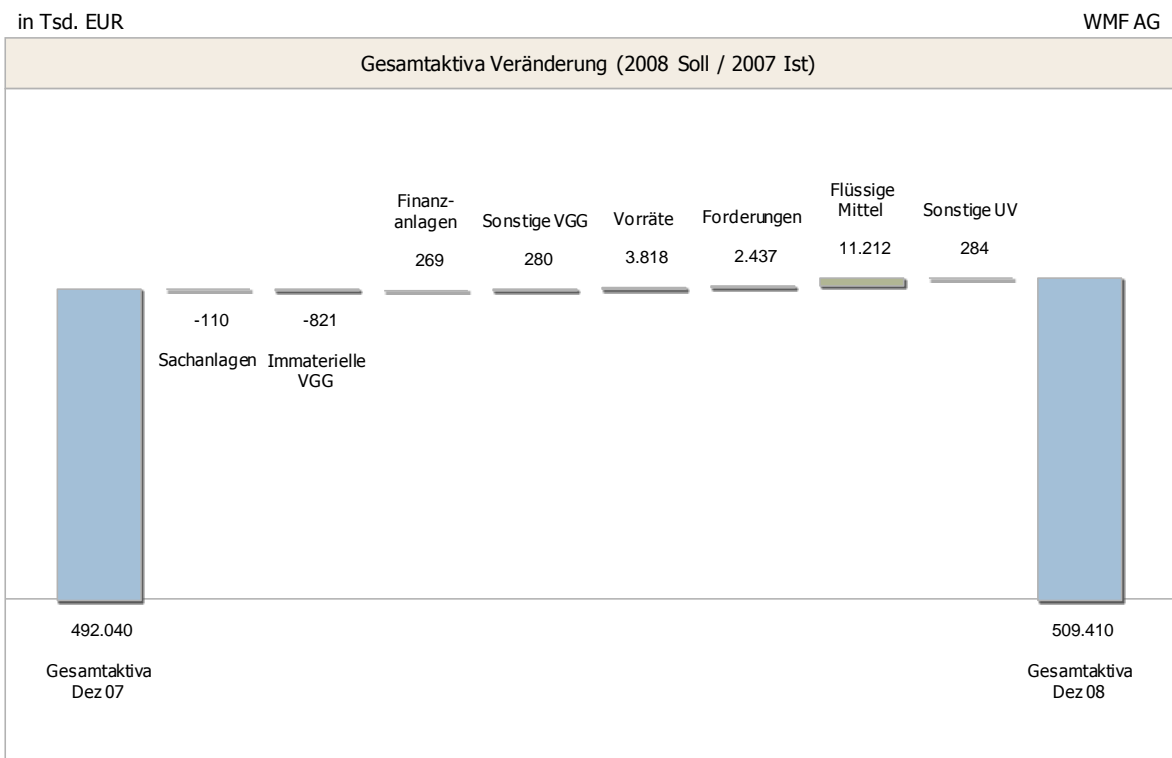 in Tsd. EUR
WMF AG
Gesamtaktiva Veränderung (2008 Soll / 2007 Ist)
Finanz-
anlagen
269
Sonstige VGG
280
Vorräte
3.818
Forderungen
2.437
Flüssige
Mittel
11.212
Sonstige UV
284
-110
Sachanlagen
-821
Immaterielle
VGG
492.040
Gesamtaktiva
Dez 07
509.410
Gesamtaktiva
Dez 08